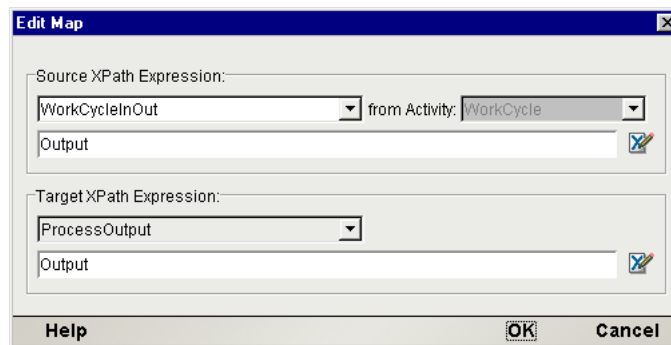 Edit Map
Source XPath Expression:
WorkCycleInOut from Activity: WorkCycle
Output
Target XPath Expression:
ProcessOutput
Output
Help OK Cancel